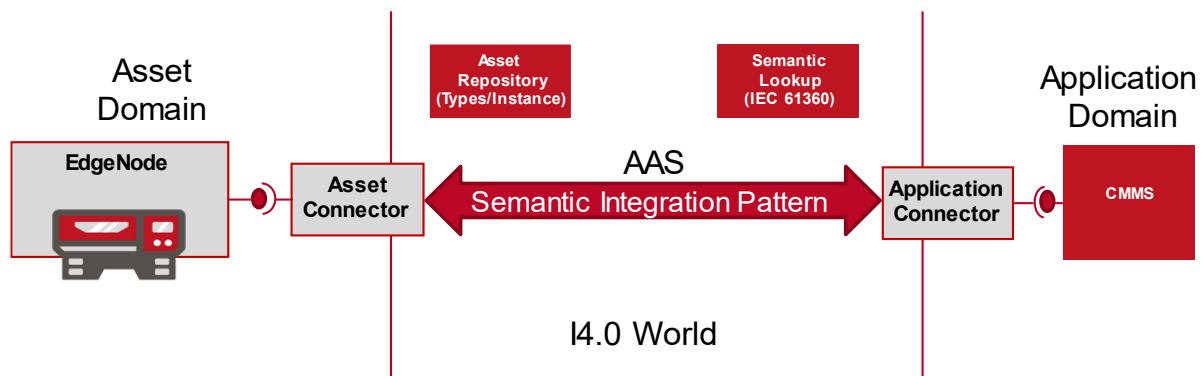 Asset
Domain
EdgeNode
Asset
Connector
Asset
Repository
(Types/Instance)
Semantic
Lookup
(IEC 61360)
AAS
Semantic Integration Pattern
I4.0 World
Application
Connector
Application
Domain
CMMS